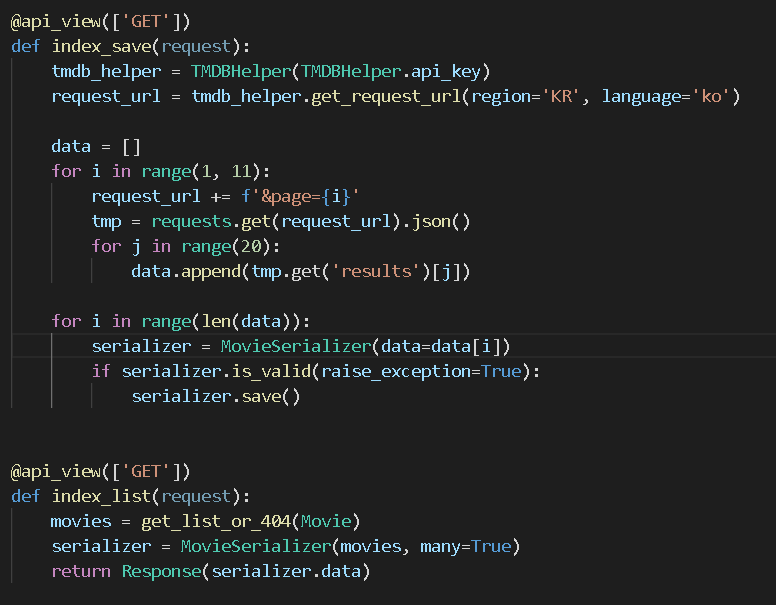 @api_view(['GET'])
def index_save(request):
    tmdb_helper = TMDBHelper(TMDBHelper.api_key)
    request_url = tmdb_helper.get_request_url(region='KR', language='ko')
    data = []
    for i in range(1, 11):
        request_url += f'&page={i}'
        tmp = requests.get(request_url).json()
        for j in range(20):
            data.append(tmp.get('results')[j])
    for i in range(len(data)):
        serializer = MovieSerializer(data=data[i])
        if serializer.is_valid(raise_exception=True):
            serializer.save()
@api_view(['GET'])
def index_list(request):
    movies = get_list_or_404(Movie)
    serializer = MovieSerializer(movies, many=True)
    return Response(serializer.data)